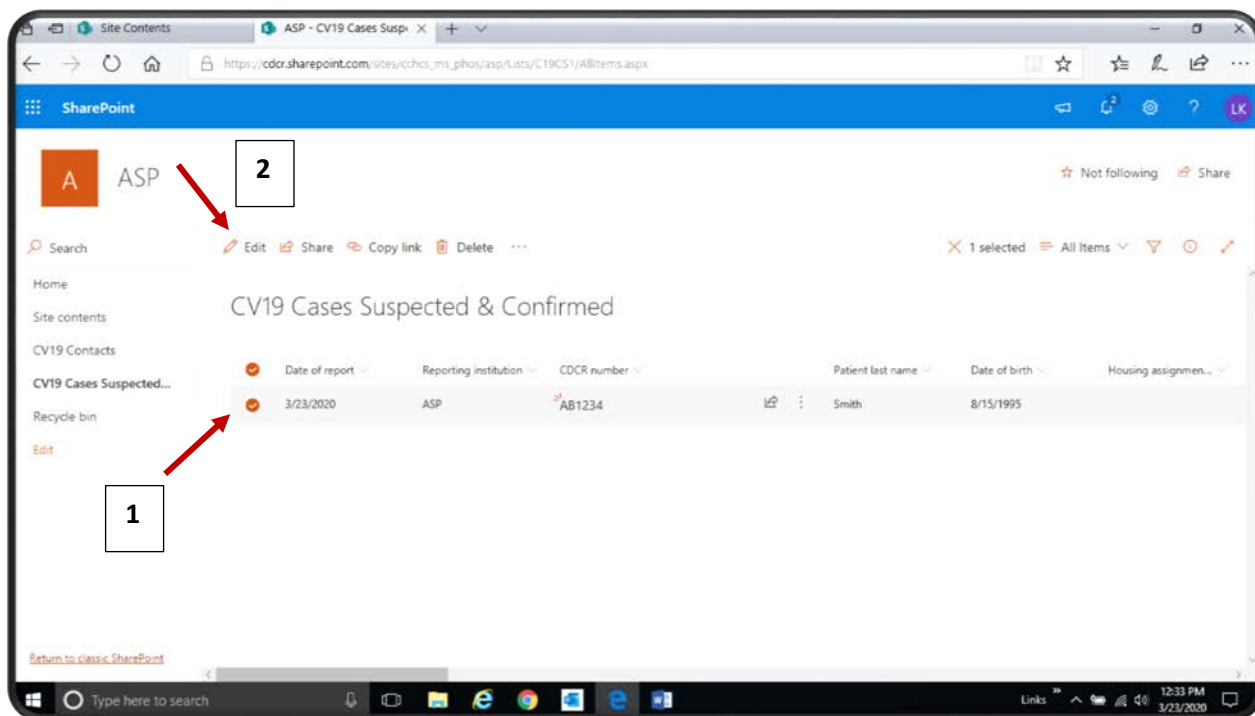 Site Contents
ASP - CV19 Cases Susp
https://cdcr.sharepoint.com/sites/cchcs_ms_phos/asp/Lists/C19CS1/AllItems.aspx
SharePoint
2
LK
A
ASP
2
Not following
Share
Search
Edit
Share
Copy link
Delete
1 selected
All Items
Home
Site contents
CV19 Contacts
CV19 Cases Suspected...
Recycle bin
Edit
CV19 Cases Suspected & Confirmed
Date of report
Reporting institution
CDCR number
Patient last name
Date of birth
Housing assignmen...
3/23/2020
ASP
AB1234
Smith
8/15/1995
1
Return to classic SharePoint
Type here to search
Links
12:33 PM
3/23/2020